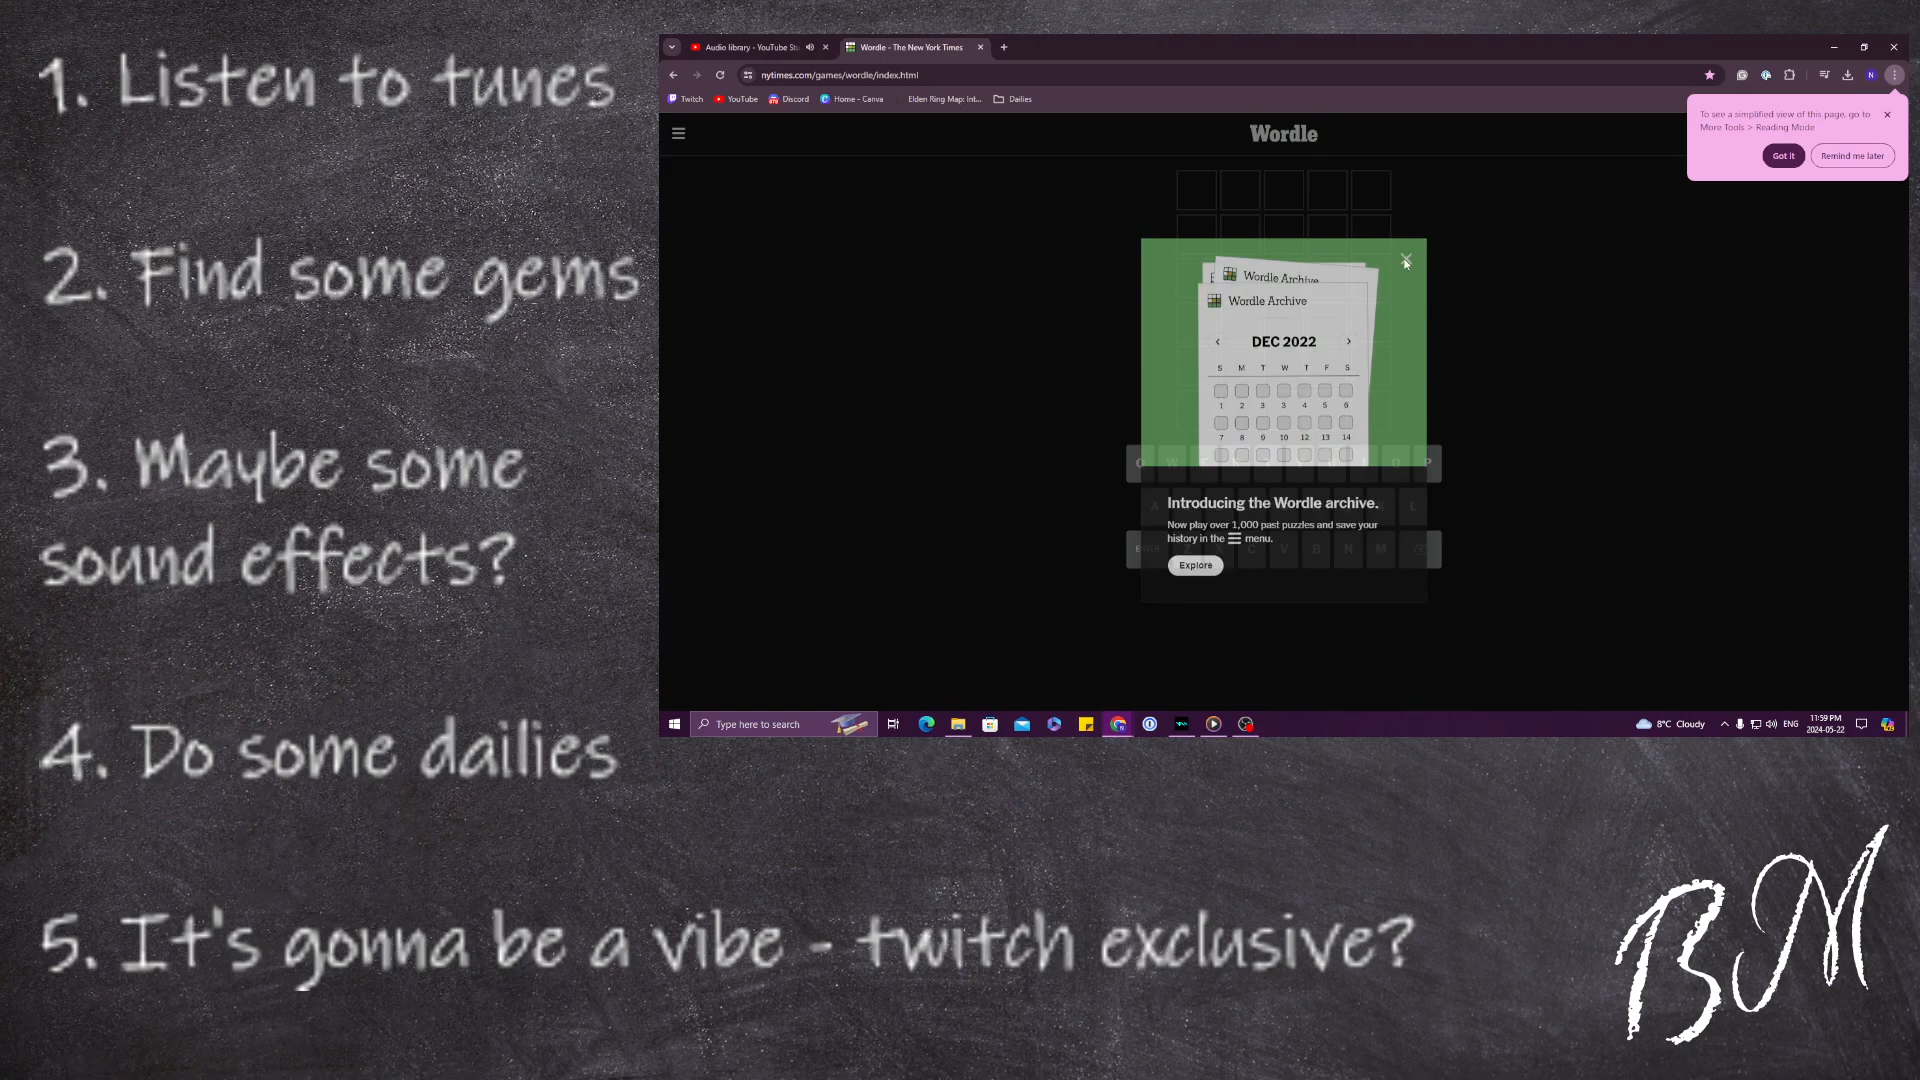 1. Listen to tunes
2. Find some gems
3. Maybe some
sound effects?
4. Do some dailies
5. It's gonna be a vibe - twitch exclusive?
BM
Audio library - YouTube Stu
Wordle - The New York Times
nytimes.com/games/wordle/index.html
Twitch
YouTube
Discord
Home - Canva
Elden Ring Map: Int...
Dailies
To see a simplified view of this page, go to
More Tools > Reading Mode
Got it
Remind me later
Wordle
Wordle Archive
Wordle Archive
DEC 2022
S M T W T F S
1 2 3 3 4 5 6
7 8 9 10 12 13 14
Introducing the Wordle archive.
Now play over 1,000 past puzzles and save your
history in the menu.
Explore
Type here to search
8°C Cloudy
ENG
11:59 PM
2024-05-22